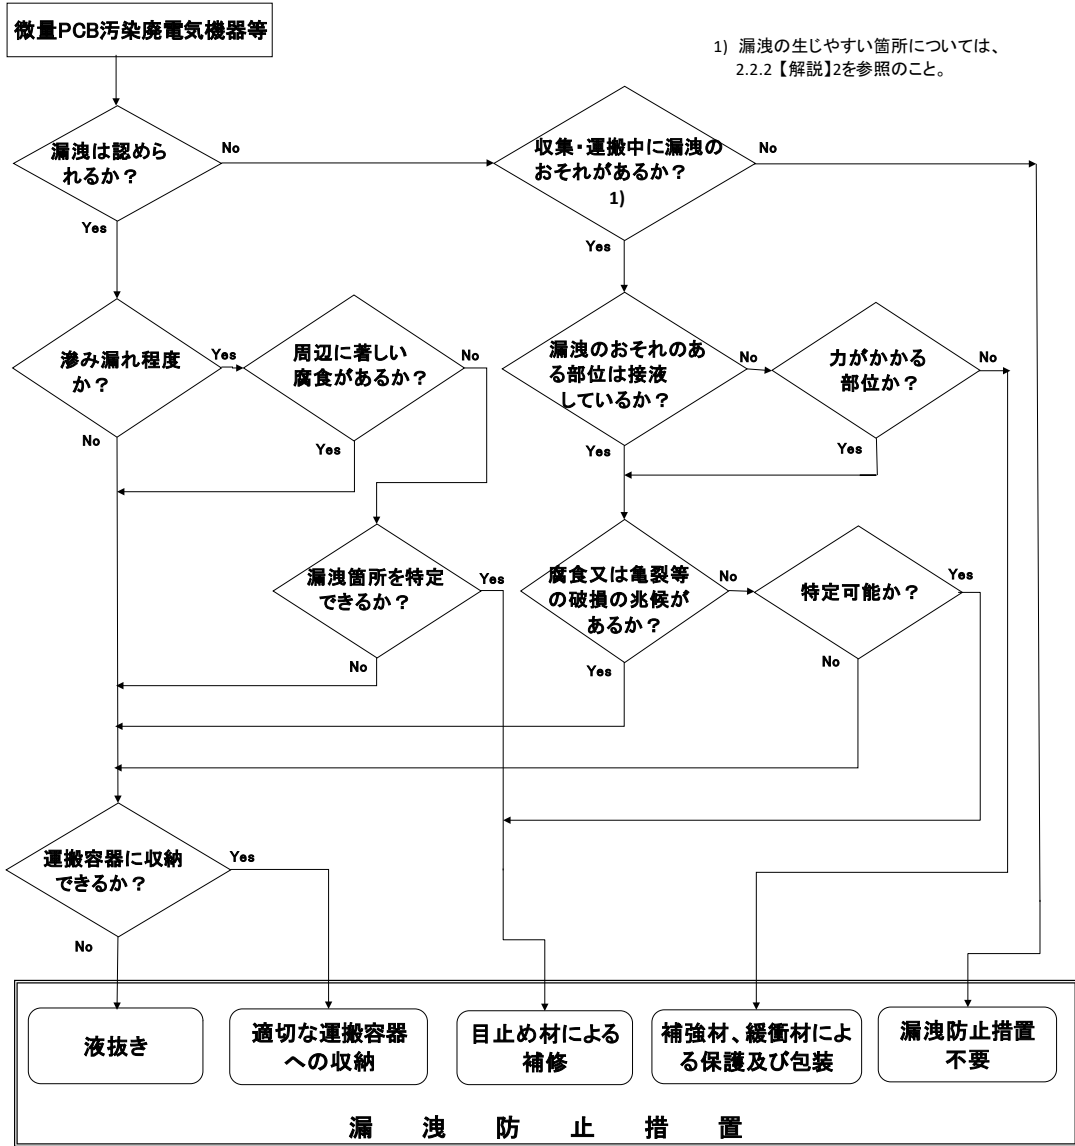 微量PCB汚染廃電気機器等
1) 漏洩の生じやすい箇所については、
2.2.2 【解説】2を参照のこと。
漏洩は認めら
れるか？
No
収集・運搬中に漏洩の
おそれがあるか？
1)
No
Yes
Yes
滲み漏れ程度
か？
Yes
周辺に著しい
腐食があるか？
No
漏洩のおそれのあ
る部位は接液
しているか？
No
力がかかる
部位か？
No
No
Yes
Yes
Yes
漏洩箇所を特定
できるか？
Yes
腐食又は亀裂等
の破損の兆候が
あるか？
No
特定可能か？
Yes
No
Yes
No
運搬容器に収納
できるか？
Yes
No
液抜き
適切な運搬容器
への収納
目止め材による
補修
補強材、緩衝材によ
る保護及び包装
漏洩防止措置
不要
漏洩防止措置